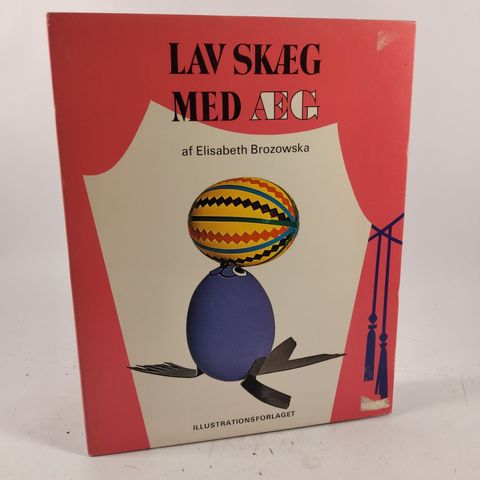 LAV SKÆG
MED ÆG
af Elisabeth Brozowska
ILLUSTRATIONSFORLAGET